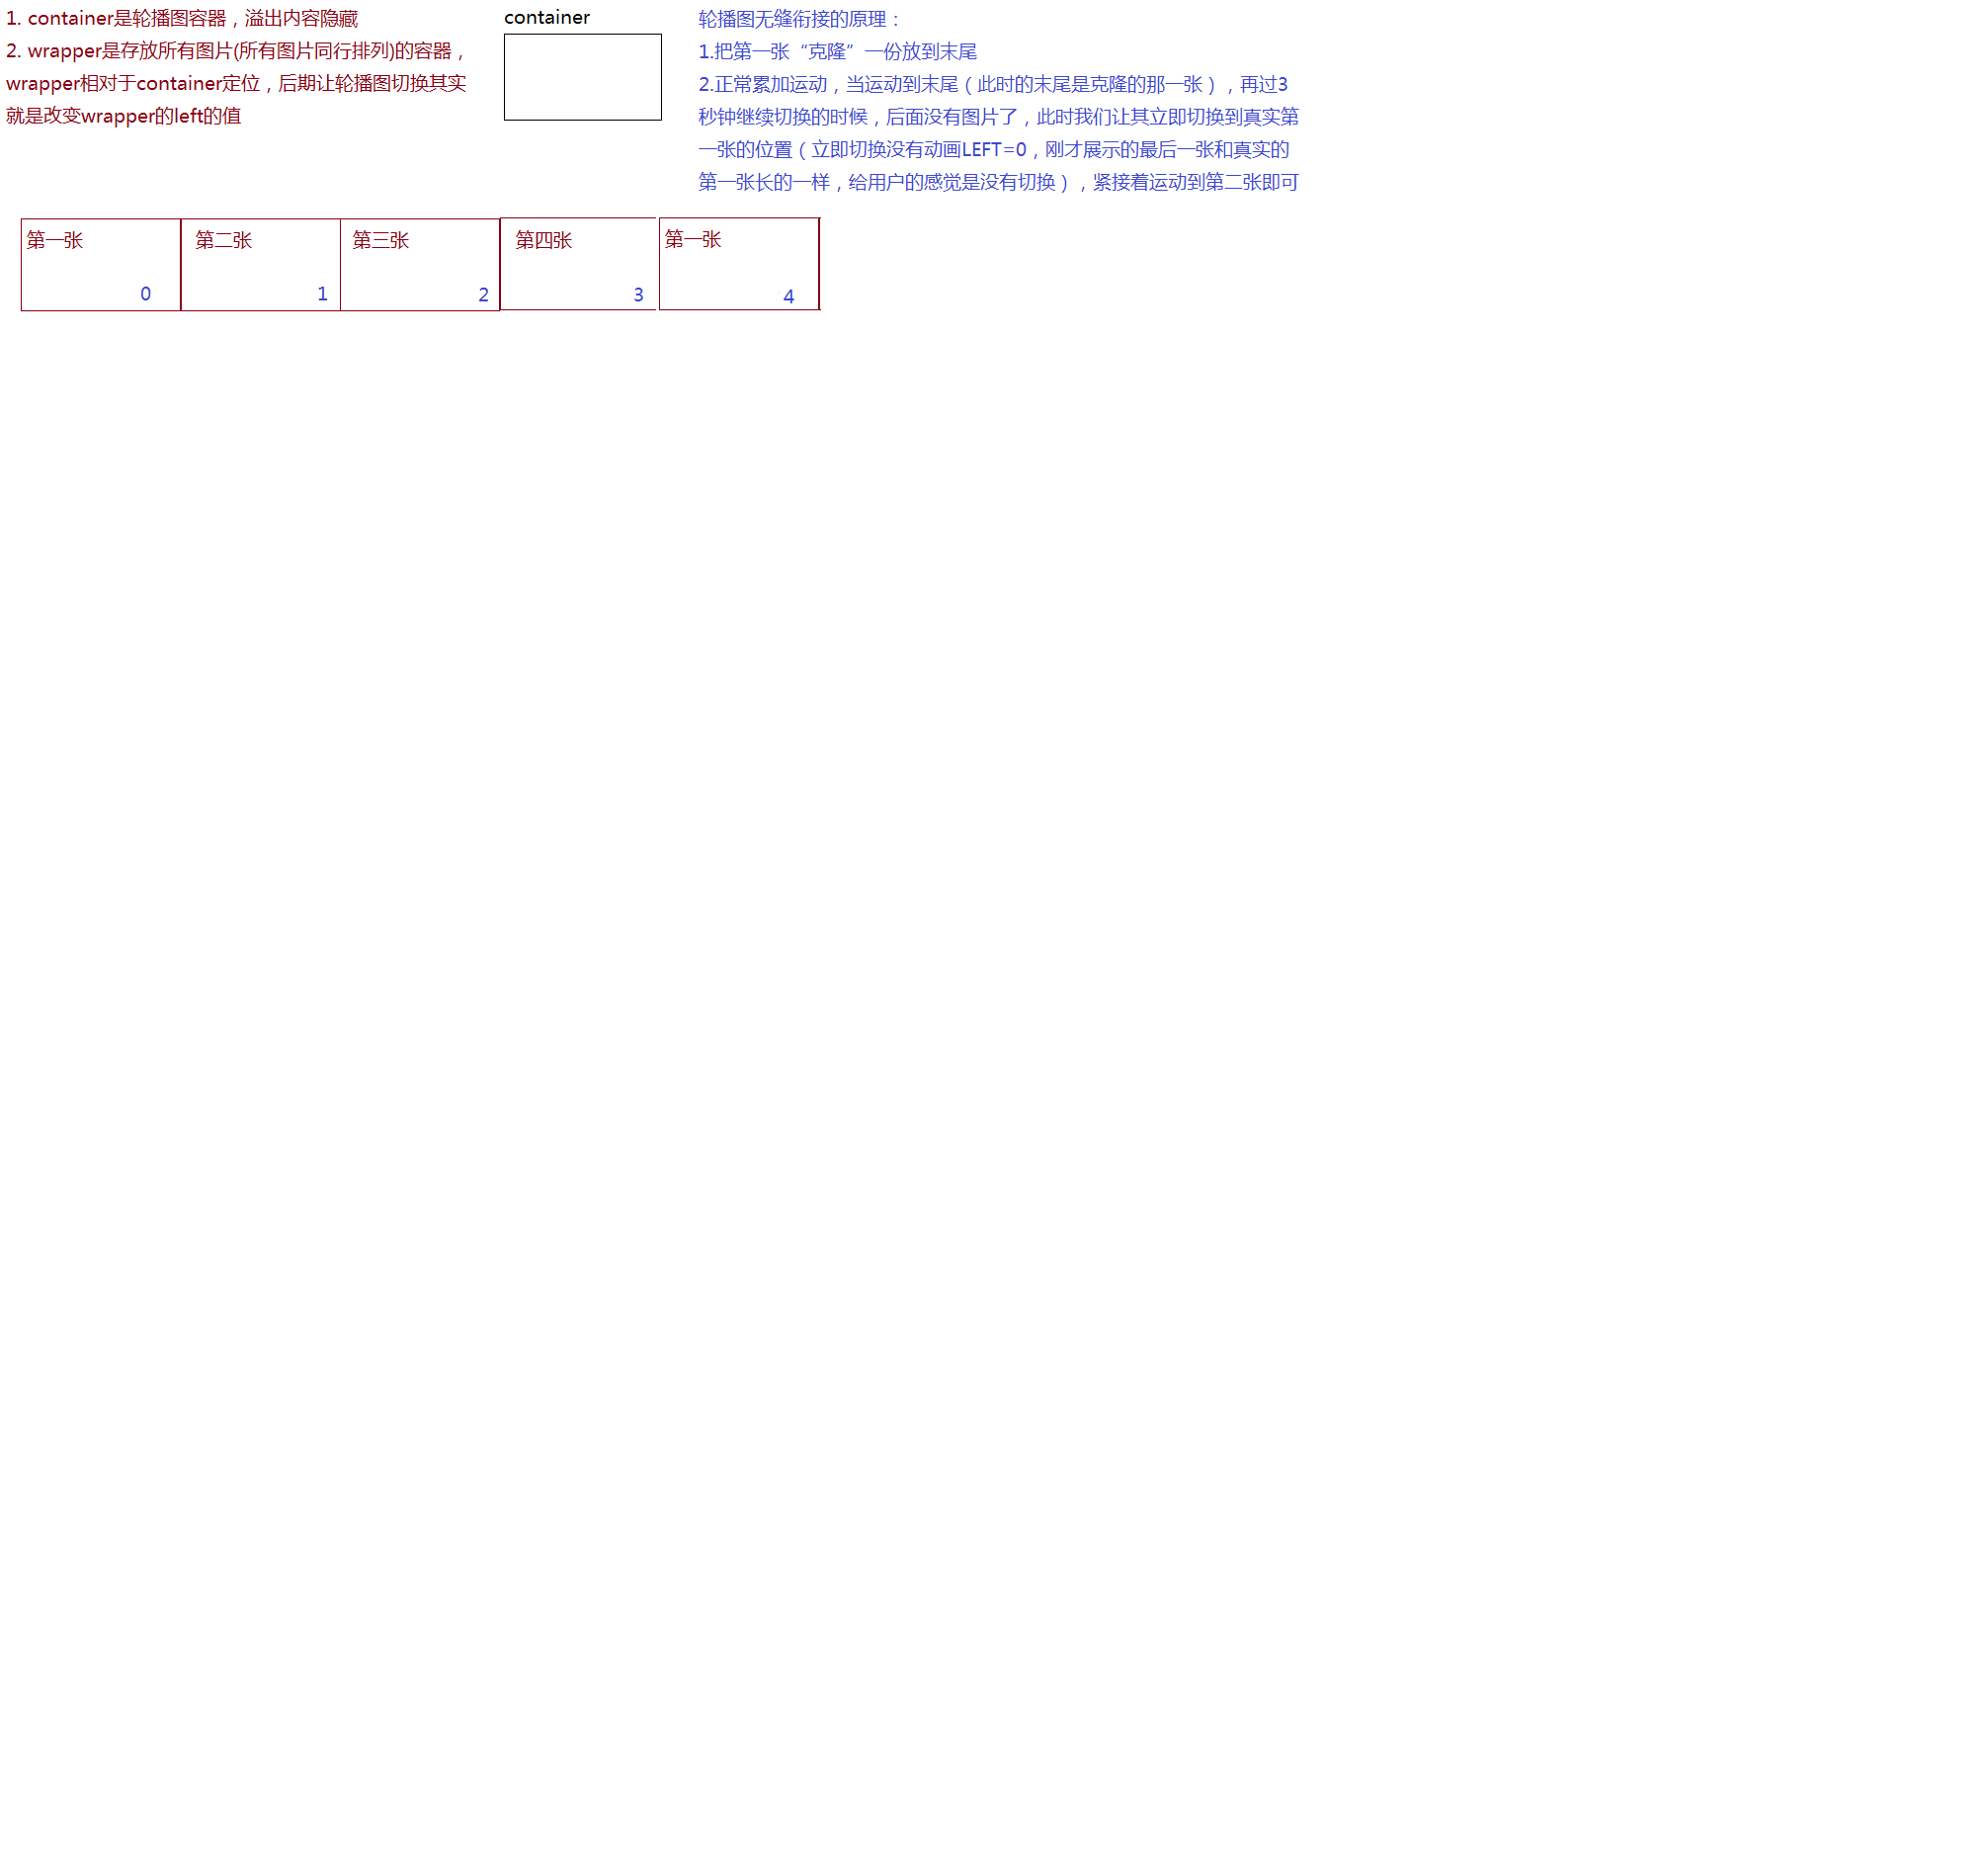 1. container是轮播图容器，溢出内容隐藏
2. wrapper是存放所有图片(所有图片同行排列)的容器，
wrapper相对于container定位，后期让轮播图切换其实
就是改变wrapper的left的值
container
轮播图无缝衔接的原理：
1.把第一张“克隆”一份放到末尾
2.正常累加运动，当运动到末尾（此时的末尾是克隆的那一张），再过3
秒钟继续切换的时候，后面没有图片了，此时我们让其立即切换到真实第
一张的位置（立即切换没有动画LEFT=0，刚才展示的最后一张和真实的
第一张长的一样，给用户的感觉是没有切换），紧接着运动到第二张即可
第一张
0
第二张
1
第三张
2
第四张
3
第一张
4